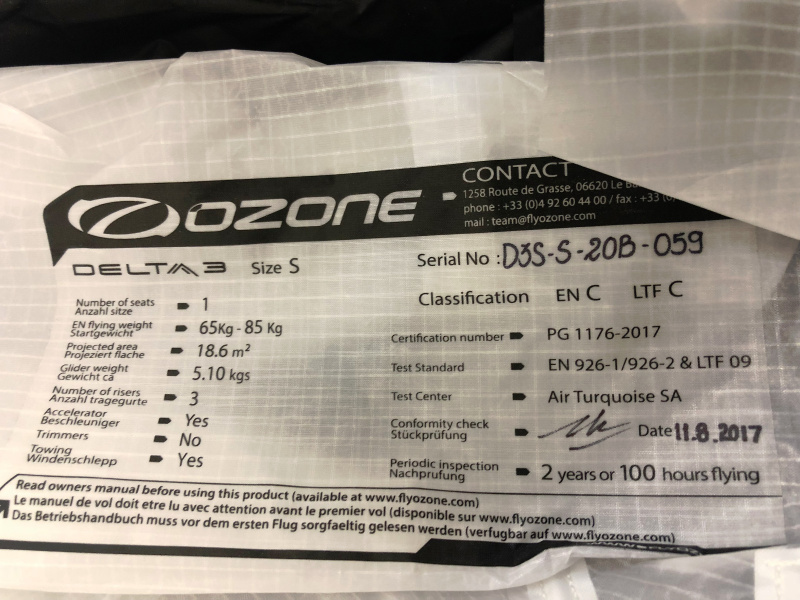 OZONE
CONTACT
1258 Route de Grasse, 06620 Le
phone : +33 (0)4 92 60 44 00 / fax : +33
mail : team@flyozone.com
DELTA 3 Size S
Serial No : D3S-S-20B-059
Classification EN C LTF C
Number of seats
Anzahl sitze
1
EN flying weight
Startgewicht
65Kg - 85 Kg
Projected area
Projeziert flache
18.6 m²
Glider weight
Gewicht ca
5.10 kgs
Number of risers
Anzahl tragegurte
3
Accelerator
Beschleuniger
Yes
Trimmers
No
Towing
Windenschlepp
Yes
Certification number PG 1176-2017
Test Standard EN 926-1/926-2 & LTF 09
Test Center Air Turquoise SA
Conformity check
Stückprüfung
Date 11.8.2017
Periodic inspection
Nachprufung
2 years or 100 hours flying
Read owners manual before using this product (available at www.flyozone.com)
Le manuel de vol doit etre lu avec attention avant le premier vol (disponible sur www.flyozone.com)
Das Betriebshandbuch muss vor dem ersten Flug sorgfaeltig gelesen werden (verfugbar auf www.flyozone.com)